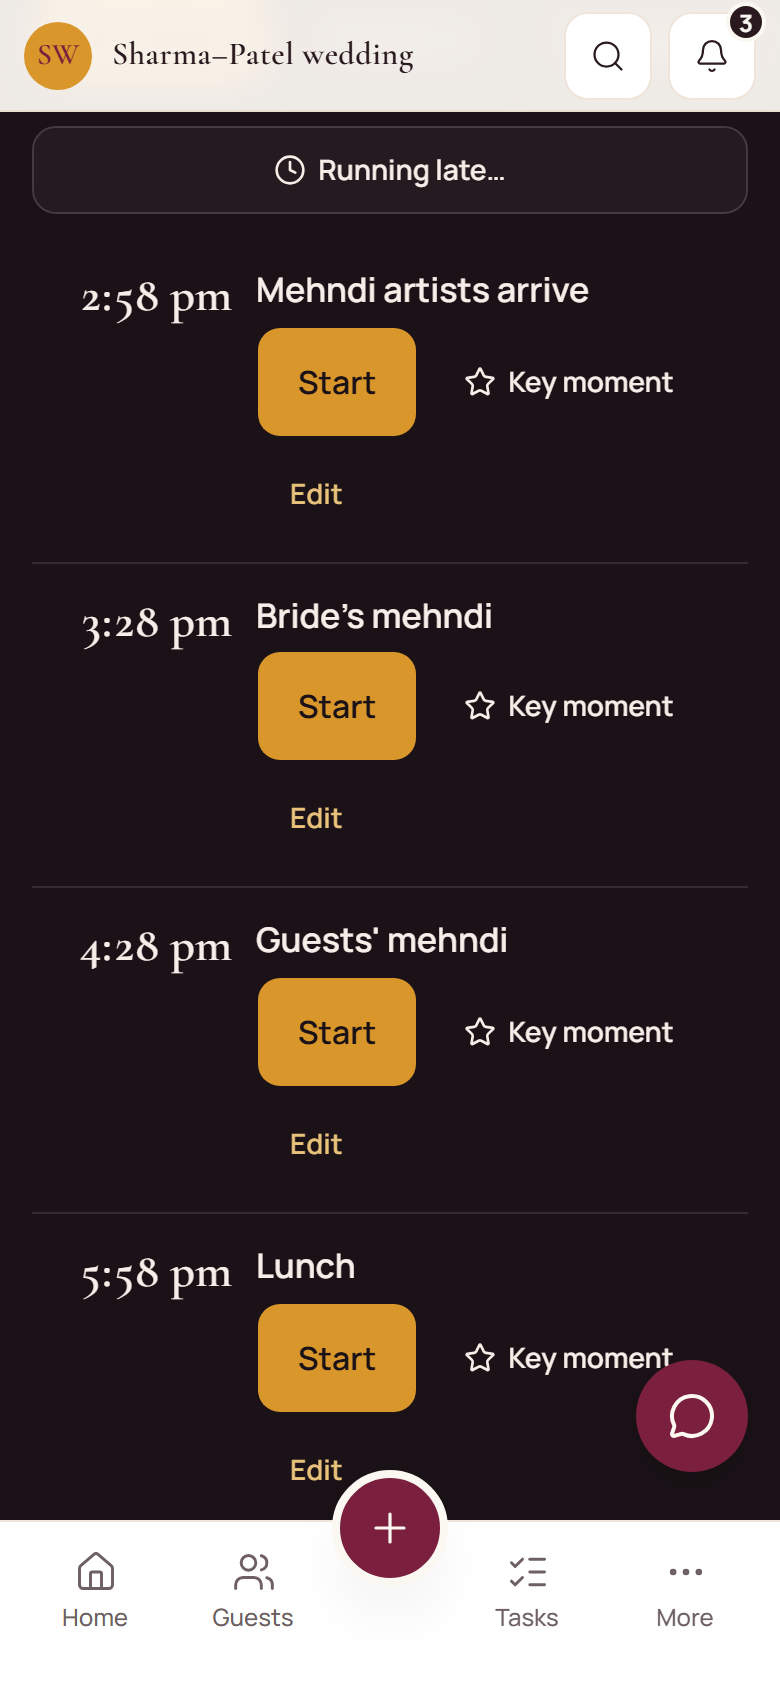 SW
Sharma–Patel wedding
3
Running late…
2:58 pm
Mehndi artists arrive
Start
Key moment
Edit
3:28 pm
Bride’s mehndi
Start
Key moment
Edit
4:28 pm
Guests' mehndi
Start
Key moment
Edit
5:58 pm
Lunch
Start
Key moment
Edit
Home
Guests
Tasks
More